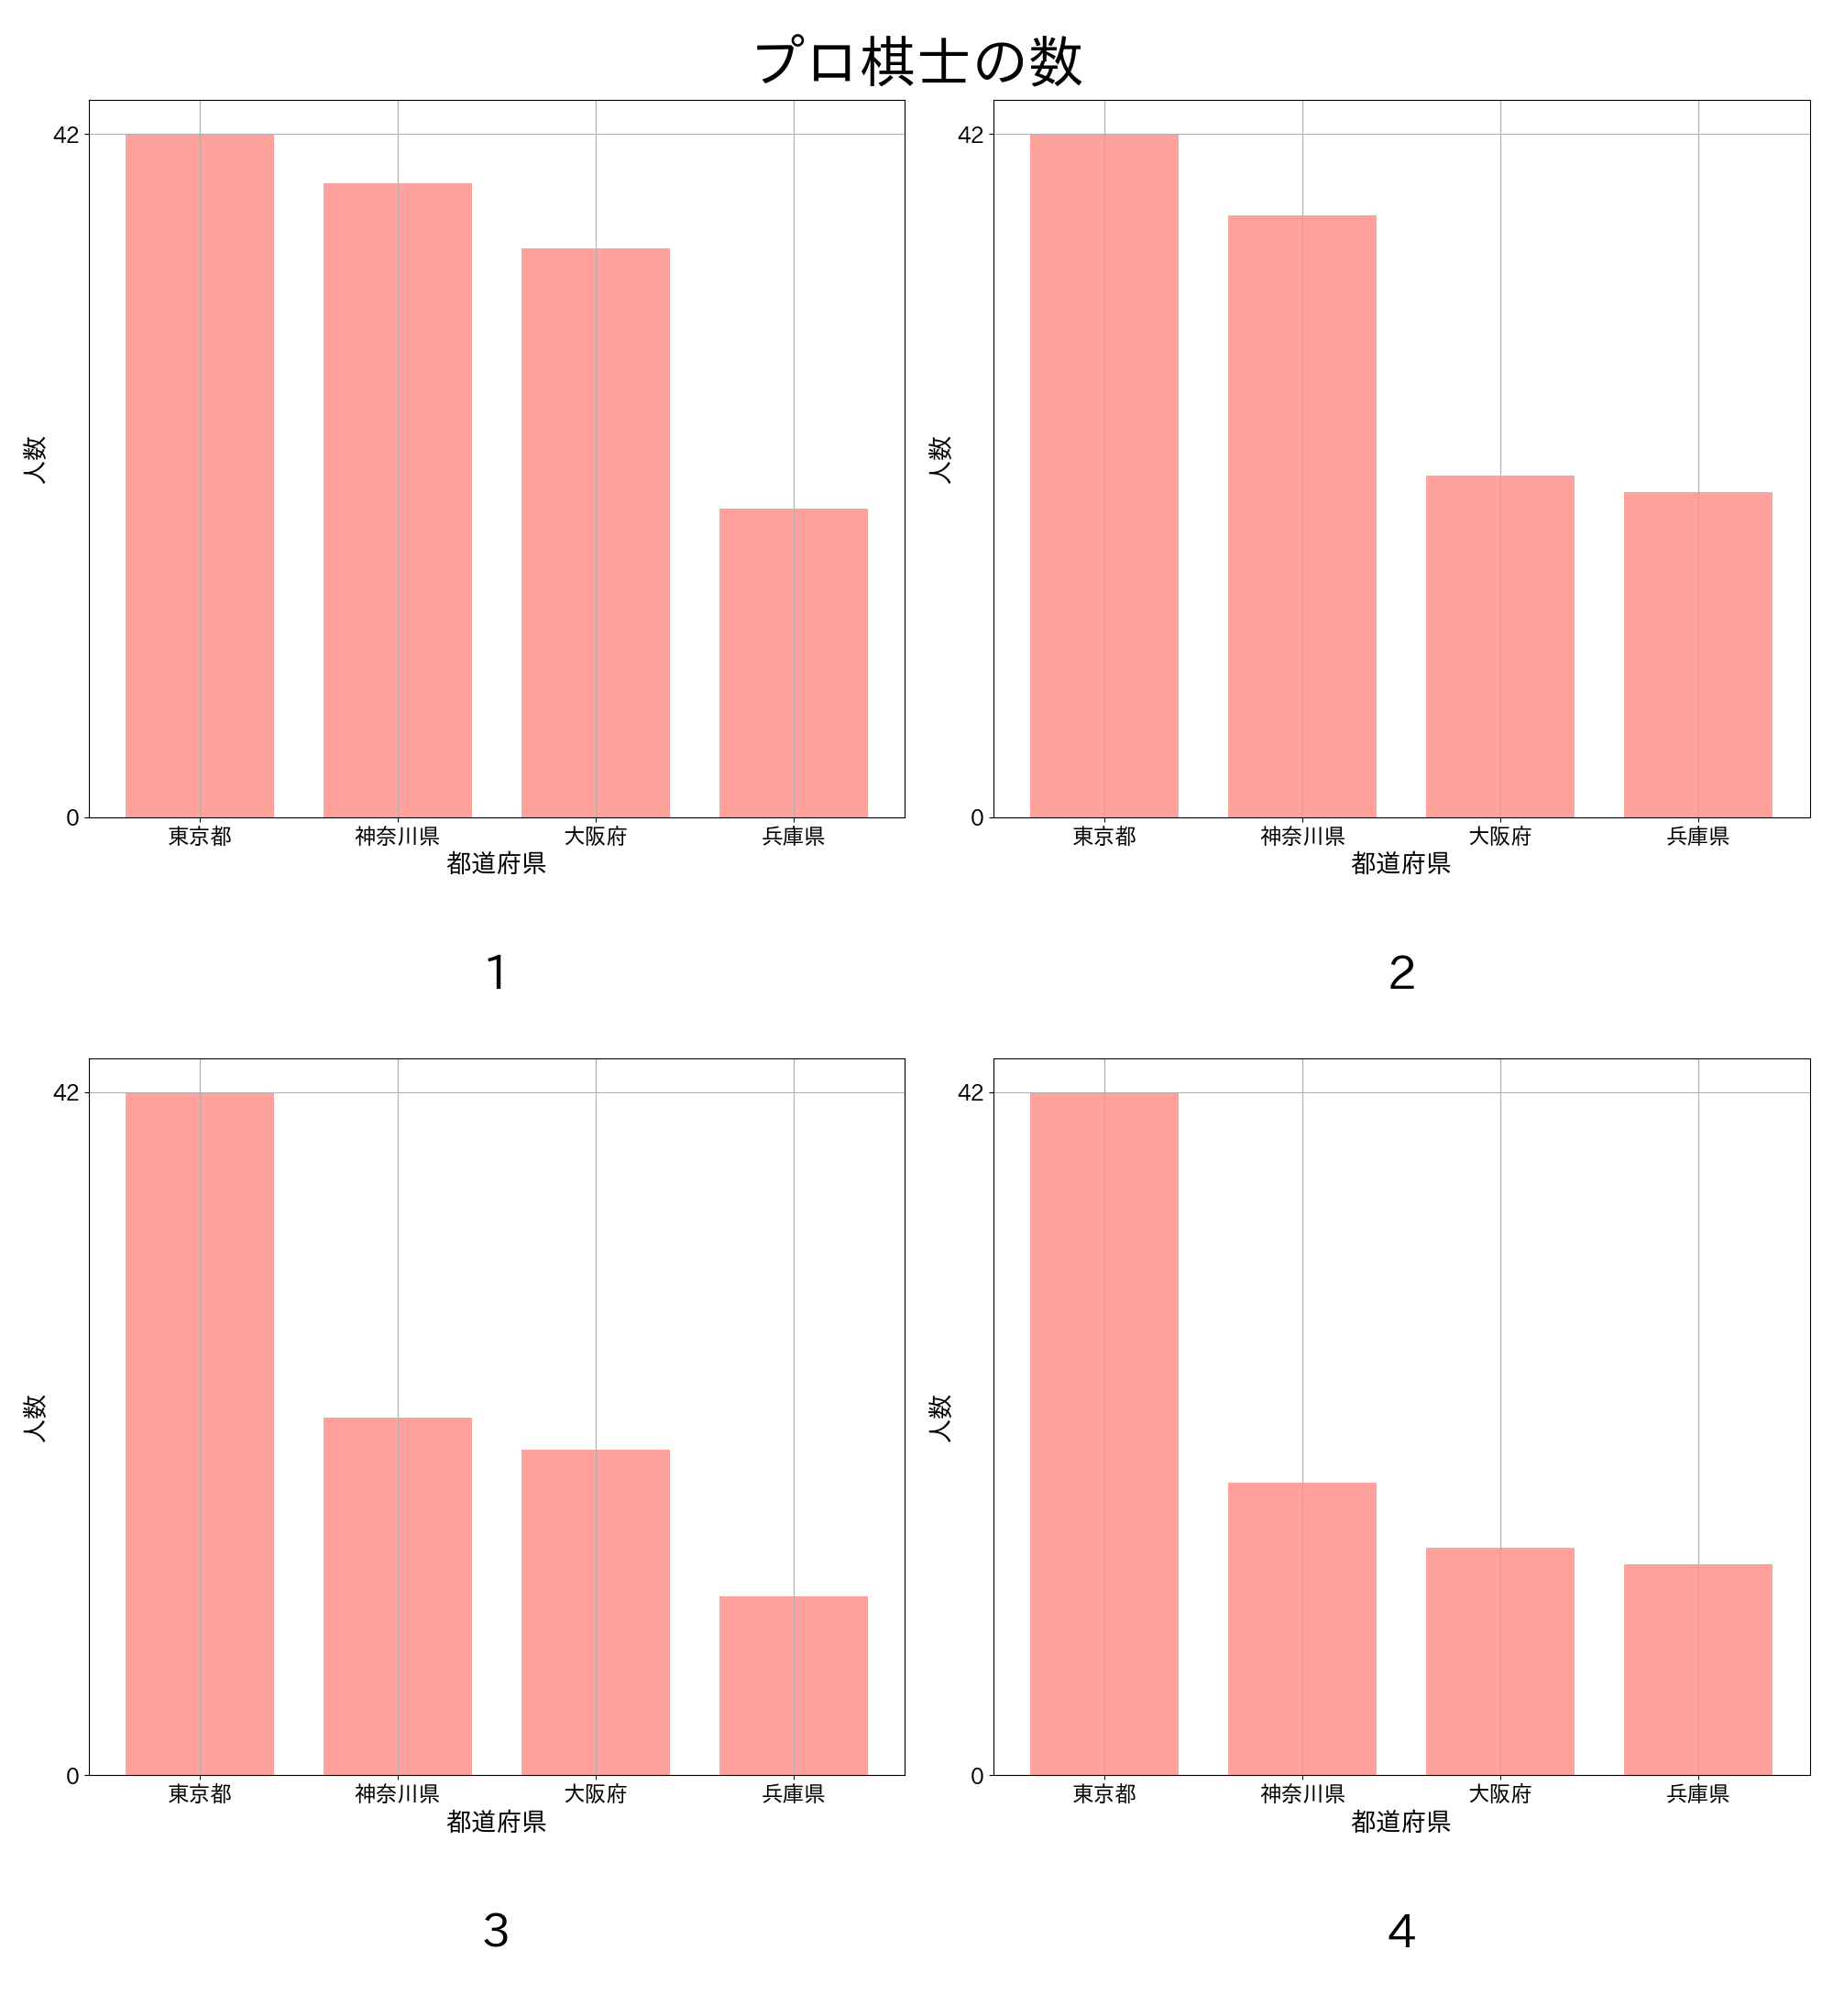 プロ棋士の数
42
0
人数
東京都 神奈川県 大阪府 兵庫県
都道府県
1
42
0
人数
東京都 神奈川県 大阪府 兵庫県
都道府県
2
42
0
人数
東京都 神奈川県 大阪府 兵庫県
都道府県
3
42
0
人数
東京都 神奈川県 大阪府 兵庫県
都道府県
4